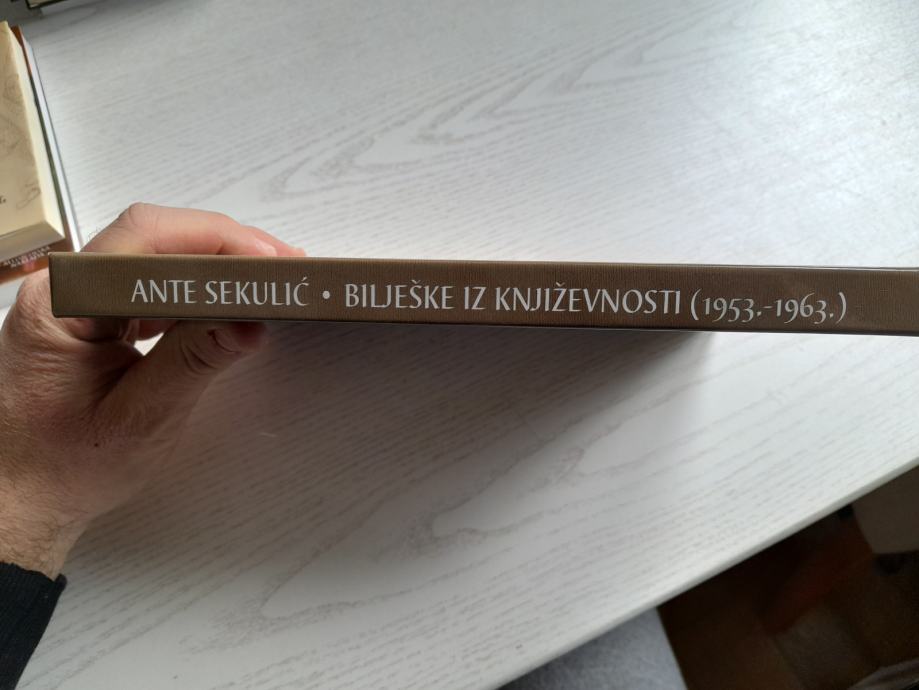 ANTE SEKULIĆ • BILJEŠKE IZ KNJIŽEVNOSTI (1953.-1963.)